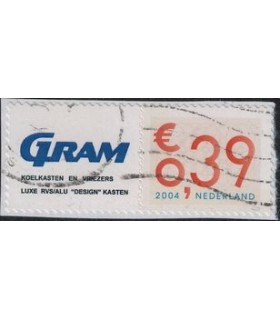 GRAM
KOELKASTEN EN VRIEZERS
LUXE RVS/ALU "DESIGN" KASTEN
€ 0,39
2004 NEDERLAND